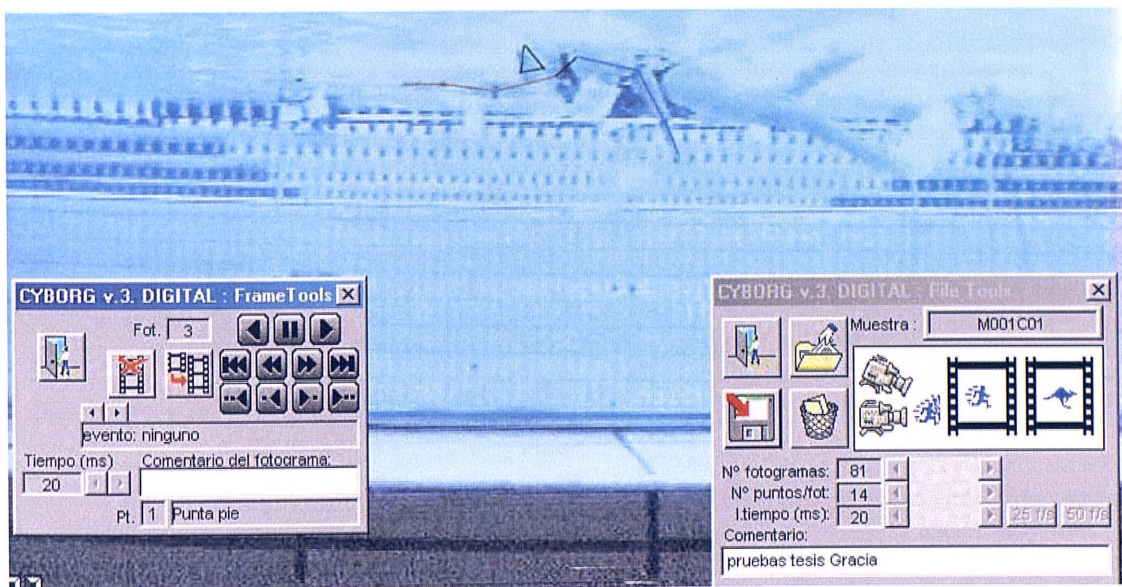 CYBORG v.3. DIGITAL : FrameTools
Fot. 3
evento: ninguno
Tiempo (ms)
Comentario del fotograma:
20
Pt. 1 Punta pie
CYBORG v.3. DIGITAL : File Tools
Muestra : M001C01
Nº fotogramas: 81
Nº puntos/fot: 14
I.tiempo (ms): 20
25 f/s 50 f/s
Comentario:
pruebas tesis Gracia